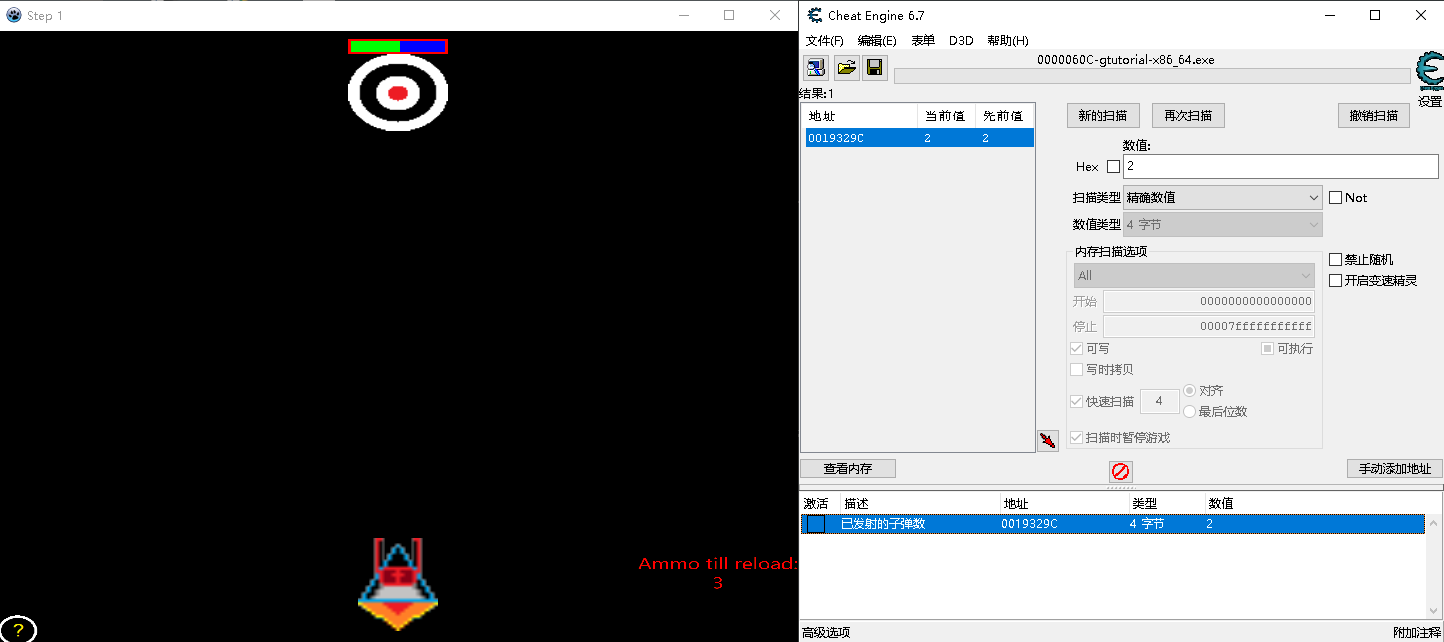 Step 1
Ammo till reload:
3
?
Cheat Engine 6.7
文件(F) 编辑(E) 表单 D3D 帮助(H)
0000060C-gtutorial-x86_64.exe
设置
结果:1
地址 当前值 先前值
0019329C 2 2
新的扫描 再次扫描 撤销扫描
数值:
Hex 2
扫描类型 精确数值 Not
数值类型 4 字节
内存扫描选项
All
禁止随机
开启变速精灵
开始 0000000000000000
停止 00007fffffffffff
可写 可执行
写时拷贝
快速扫描 4 对齐
最后位数
扫描时暂停游戏
查看内存 手动添加地址
激活 描述 地址 类型 数值
已发射的子弹数 0019329C 4 字节 2
高级选项 附加注释